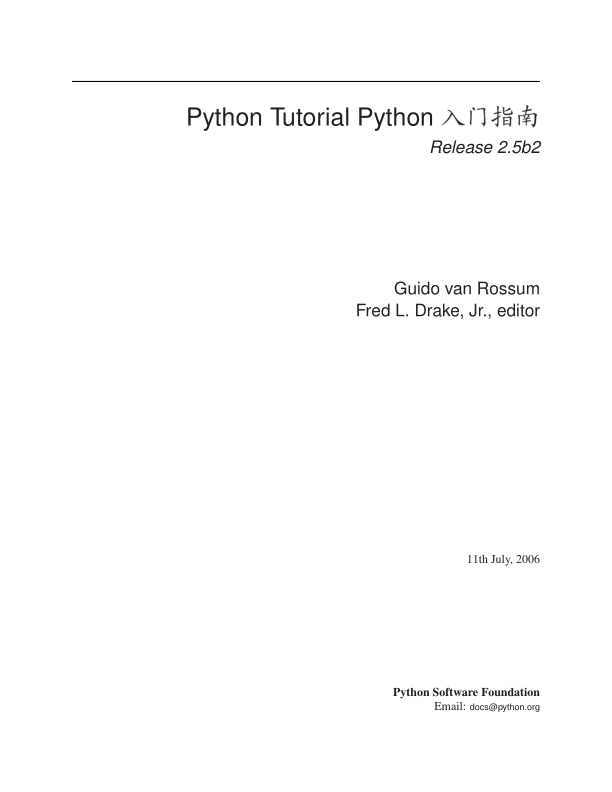 Python Tutorial Python 入门指南
Release 2.5b2
Guido van Rossum
Fred L. Drake, Jr., editor
11th July, 2006
Python Software Foundation
Email: docs@python.org